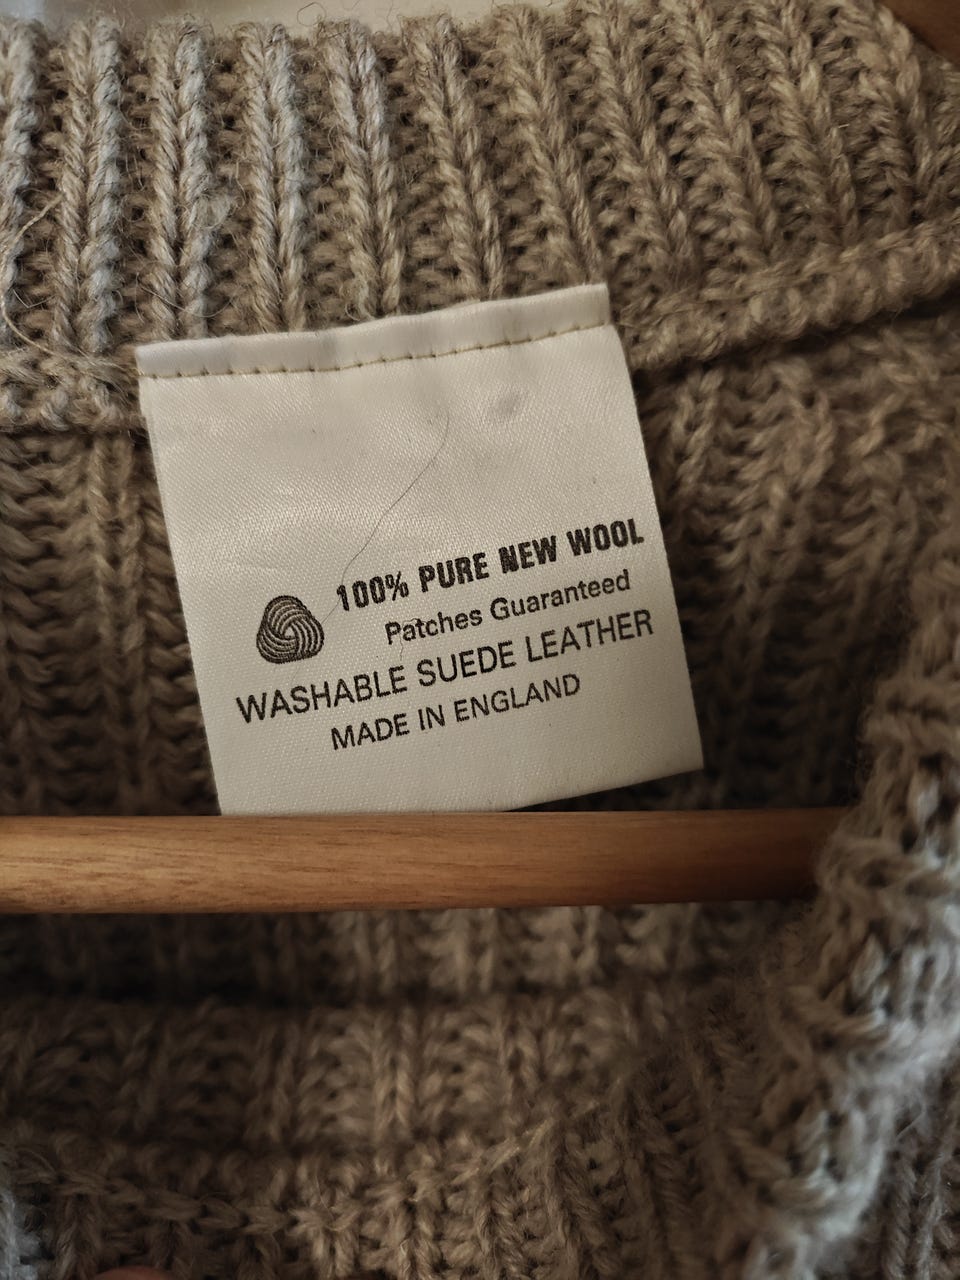 100% PURE NEW WOOL
Patches Guaranteed
WASHABLE SUEDE LEATHER
MADE IN ENGLAND